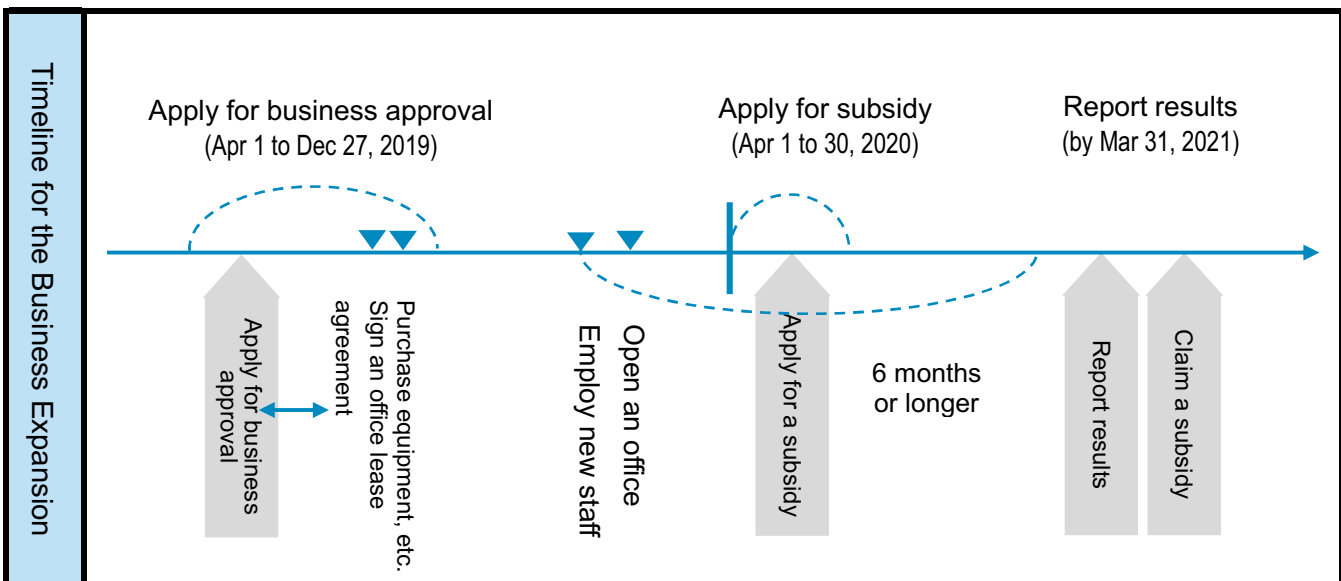 Timeline for the Business Expansion
Apply for business approval
(Apr 1 to Dec 27, 2019)
Apply for subsidy
(Apr 1 to 30, 2020)
Report results
(by Mar 31, 2021)
Apply for business
approval
Purchase equipment, etc.
Sign an office lease
agreement
Open an office
Employ new staff
Apply for a subsidy
6 months
or longer
Report results
Claim a subsidy